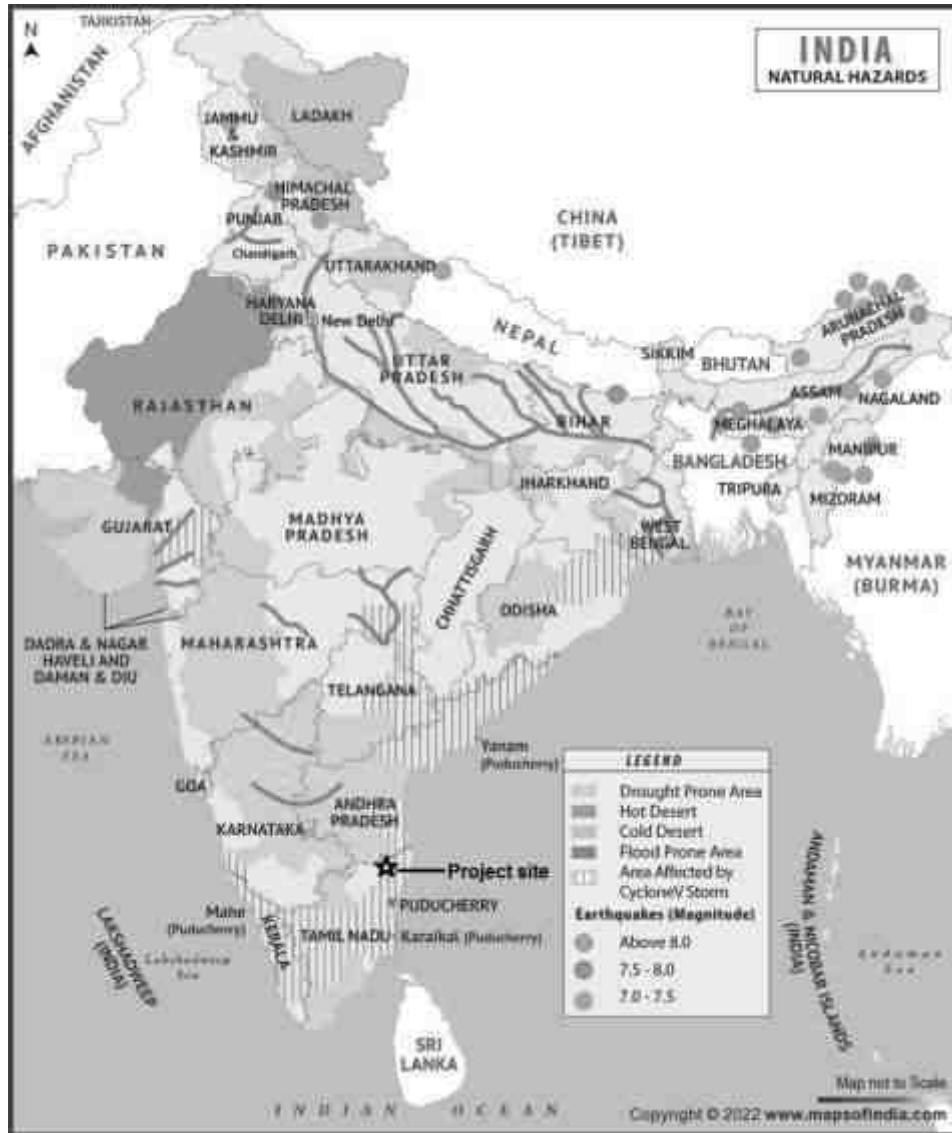 TAJIKISTAN
N
INDIA
NATURAL HAZARDS
AFGHANISTAN
LADAKH
JAMMU
&
KASHMIR
HIMACHAL
PRADESH
PUNJAB
CHINA
(TIBET)
PAKISTAN
Chandigarh
UTTARAKHAND
HARYANA
DELHI
New Delhi
NEPAL
ARUNACHAL
PRADESH
SIKKIM
BHUTAN
UTTAR
PRADESH
ASSAM
NAGALAND
RAJASTHAN
BIHAR
MEGHALAYA
MANIPUR
BANGLADESH
JHARKHAND
TRIPURA
MIZORAM
GUJARAT
MADHYA
PRADESH
WEST
BENGAL
CHHATTISGARH
MYANMAR
(BURMA)
ODISHA
DADRA & NAGAR
HAVELI AND
DAMAN & DIU
MAHARASHTRA
BAY
OF
BENGAL
TELANGANA
ARABIAN
SEA
Yanam
(Puducherry)
GOA
ANDHRA
PRADESH
KARNATAKA
LEGEND
Drought Prone Area
Hot Desert
Cold Desert
Flood Prone Area
Area Affected by
CycloneV Storm
Earthquakes (Magnitude)
Above 8.0
7.5 - 8.0
7.0 - 7.5
Project site
PUDUCHERRY
Mahe
(Puducherry)
KERALA
TAMIL NADU
Karaikal (Puducherry)
LAKSHADWEEP
(INDIA)
Lakshadweep
Sea
ANDAMAN & NICOBAR ISLANDS
(INDIA)
Andaman
Sea
SRI
LANKA
Map not to Scale
INDIAN OCEAN
Copyright © 2022 www.mapsofindia.com